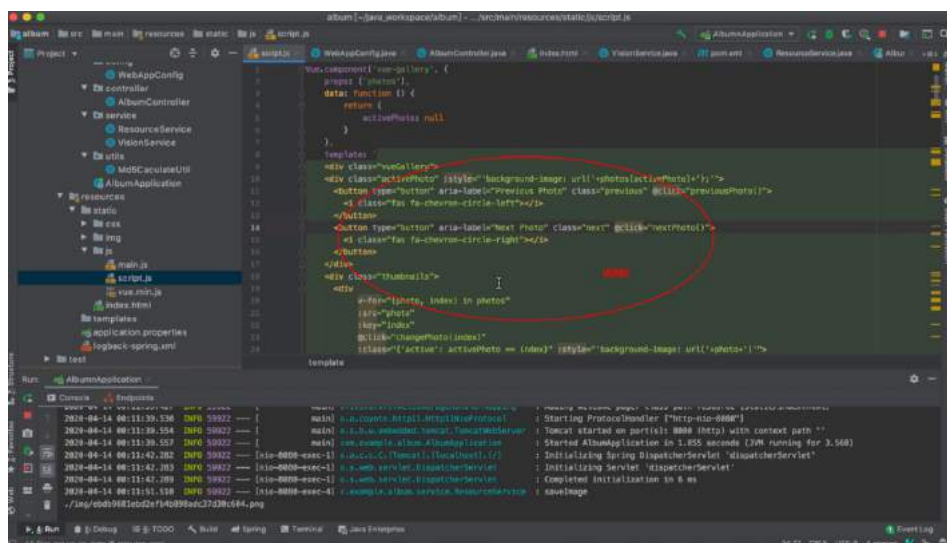 album [~/java_workspace/album] - .../src/main/resources/static/js/script.js
album src main resources static js script.js
AlbumApplication
Project
script.js WebAppConfig.java AlbumController.java index.html VisionService.java pom.xml ResourceService.java
WebAppConfig
controller
AlbumController
service
ResourceService
VisionService
utils
Md5CaculateUtil
AlbumApplication
resources
static
css
img
js
main.js
script.js
vue.min.js
index.html
templates
application.properties
logback-spring.xml
test
Vue.component('vue-gallery', {
props: ['photos'],
data: function () {
return {
activePhoto: null
}
},
template: `
<div class="vueGallery">
<div class="activePhoto" :style="'background-image: url('+photos[activePhoto]+');'">
<button type="button" aria-label="Previous Photo" class="previous" @click="previousPhoto()">
<i class="fas fa-chevron-circle-left"></i>
</button>
14 <button type="button" aria-label="Next Photo" class="next" @click="nextPhoto()">
<i class="fas fa-chevron-circle-right"></i>
</button>
</div>
<div class="thumbnails">
<div
v-for="(photo, index) in photos"
:src="photo"
:key="index"
@click="changePhoto(index)"
:class="{'active': activePhoto == index}" :style="'background-image: url('+photo+')'">
template
Run: AlbumApplication
Console Endpoints
2020-04-14 00:11:39.530 INFO 59922 --- [ main] o.a.coyote.http11.Http11NioProtocol : Starting ProtocolHandler ["http-nio-8080"]
2020-04-14 00:11:39.554 INFO 59922 --- [ main] o.s.b.w.embedded.tomcat.TomcatWebServer : Tomcat started on port(s): 8080 (http) with context path ''
2020-04-14 00:11:39.557 INFO 59922 --- [ main] com.example.album.AlbumApplication : Started AlbumApplication in 1.855 seconds (JVM running for 3.568)
2020-04-14 00:11:42.282 INFO 59922 --- [nio-8080-exec-1] o.a.c.c.C.[Tomcat].[localhost].[/] : Initializing Spring DispatcherServlet 'dispatcherServlet'
2020-04-14 00:11:42.283 INFO 59922 --- [nio-8080-exec-1] o.s.web.servlet.DispatcherServlet : Initializing Servlet 'dispatcherServlet'
2020-04-14 00:11:42.289 INFO 59922 --- [nio-8080-exec-1] o.s.web.servlet.DispatcherServlet : Completed initialization in 6 ms
2020-04-14 00:11:51.510 INFO 59922 --- [nio-8080-exec-4] c.example.album.service.ResourceService : saveImage
Run Debug TODO Build Spring Terminal Java Enterprise Event Log